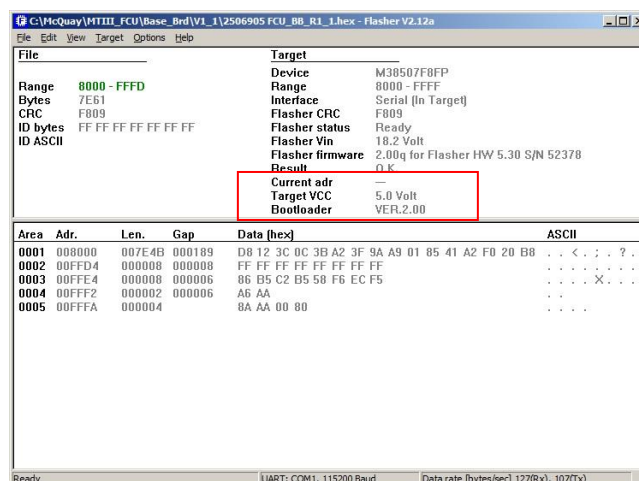 C:\McQuay\MTIII_FCU\Base_Brd\V1_1\2506905 FCU_BB_R1_1.hex - Flasher V2.12a
File Edit View Target Options Help
File
Range 8000 - FFFD
Bytes 7E61
CRC F809
ID bytes FF FF FF FF FF FF FF
ID ASCII
Target
Device M38507F8FP
Range 8000 - FFFF
Interface Serial (In Target)
Flasher CRC F809
Flasher status Ready
Flasher Vin 18.2 Volt
Flasher firmware 2.00q for Flasher HW 5.30 S/N 52378
Result O.K.
Current adr —
Target VCC 5.0 Volt
Bootloader VER.2.00
Area Adr. Len. Gap Data (hex) ASCII
0001 008000 007E4B 000189 D8 12 3C 0C 3B A2 3F 9A A9 01 85 41 A2 F0 20 B8 . . < . ; . ? .
0002 00FFD4 000008 000008 FF FF FF FF FF FF FF FF . . . . . . . .
0003 00FFE4 000008 000006 86 B5 C2 B5 58 F6 EC F5 . . . . X . . .
0004 00FFF2 000002 000006 A6 AA . .
0005 00FFFA 000004 8A AA 00 80 . . . .
Ready UART: COM1, 115200 Baud Data rate [bytes/sec] 127(Rx), 107(Tx)